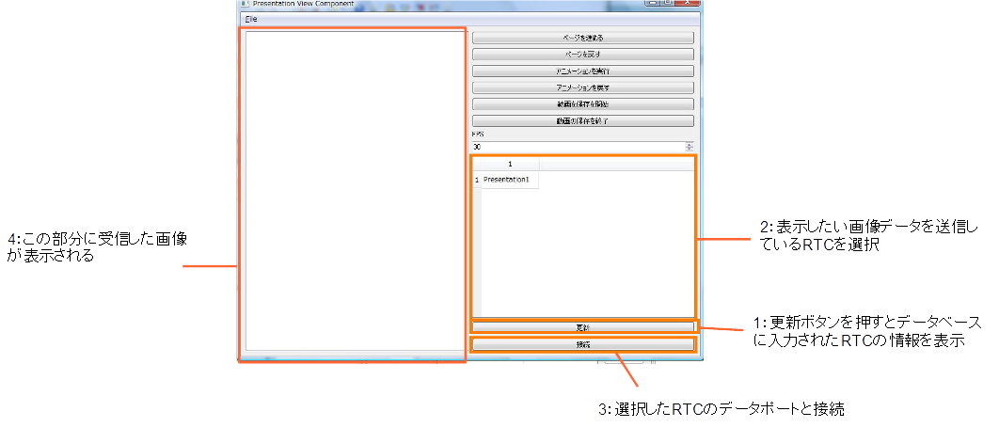 Presentation View Component
File
ページを進める
ページを戻す
アニメーションを実行
アニメーションを戻す
動画を保存を開始
動画の保存を終了
FPS
30
1
1 Presentation1
更新
接続
4:この部分に受信した画像
が表示される
2:表示したい画像データを送信し
ているRTCを選択
1:更新ボタンを押すとデータベース
に入力されたRTCの情報を表示
3:選択したRTCのデータポートと接続